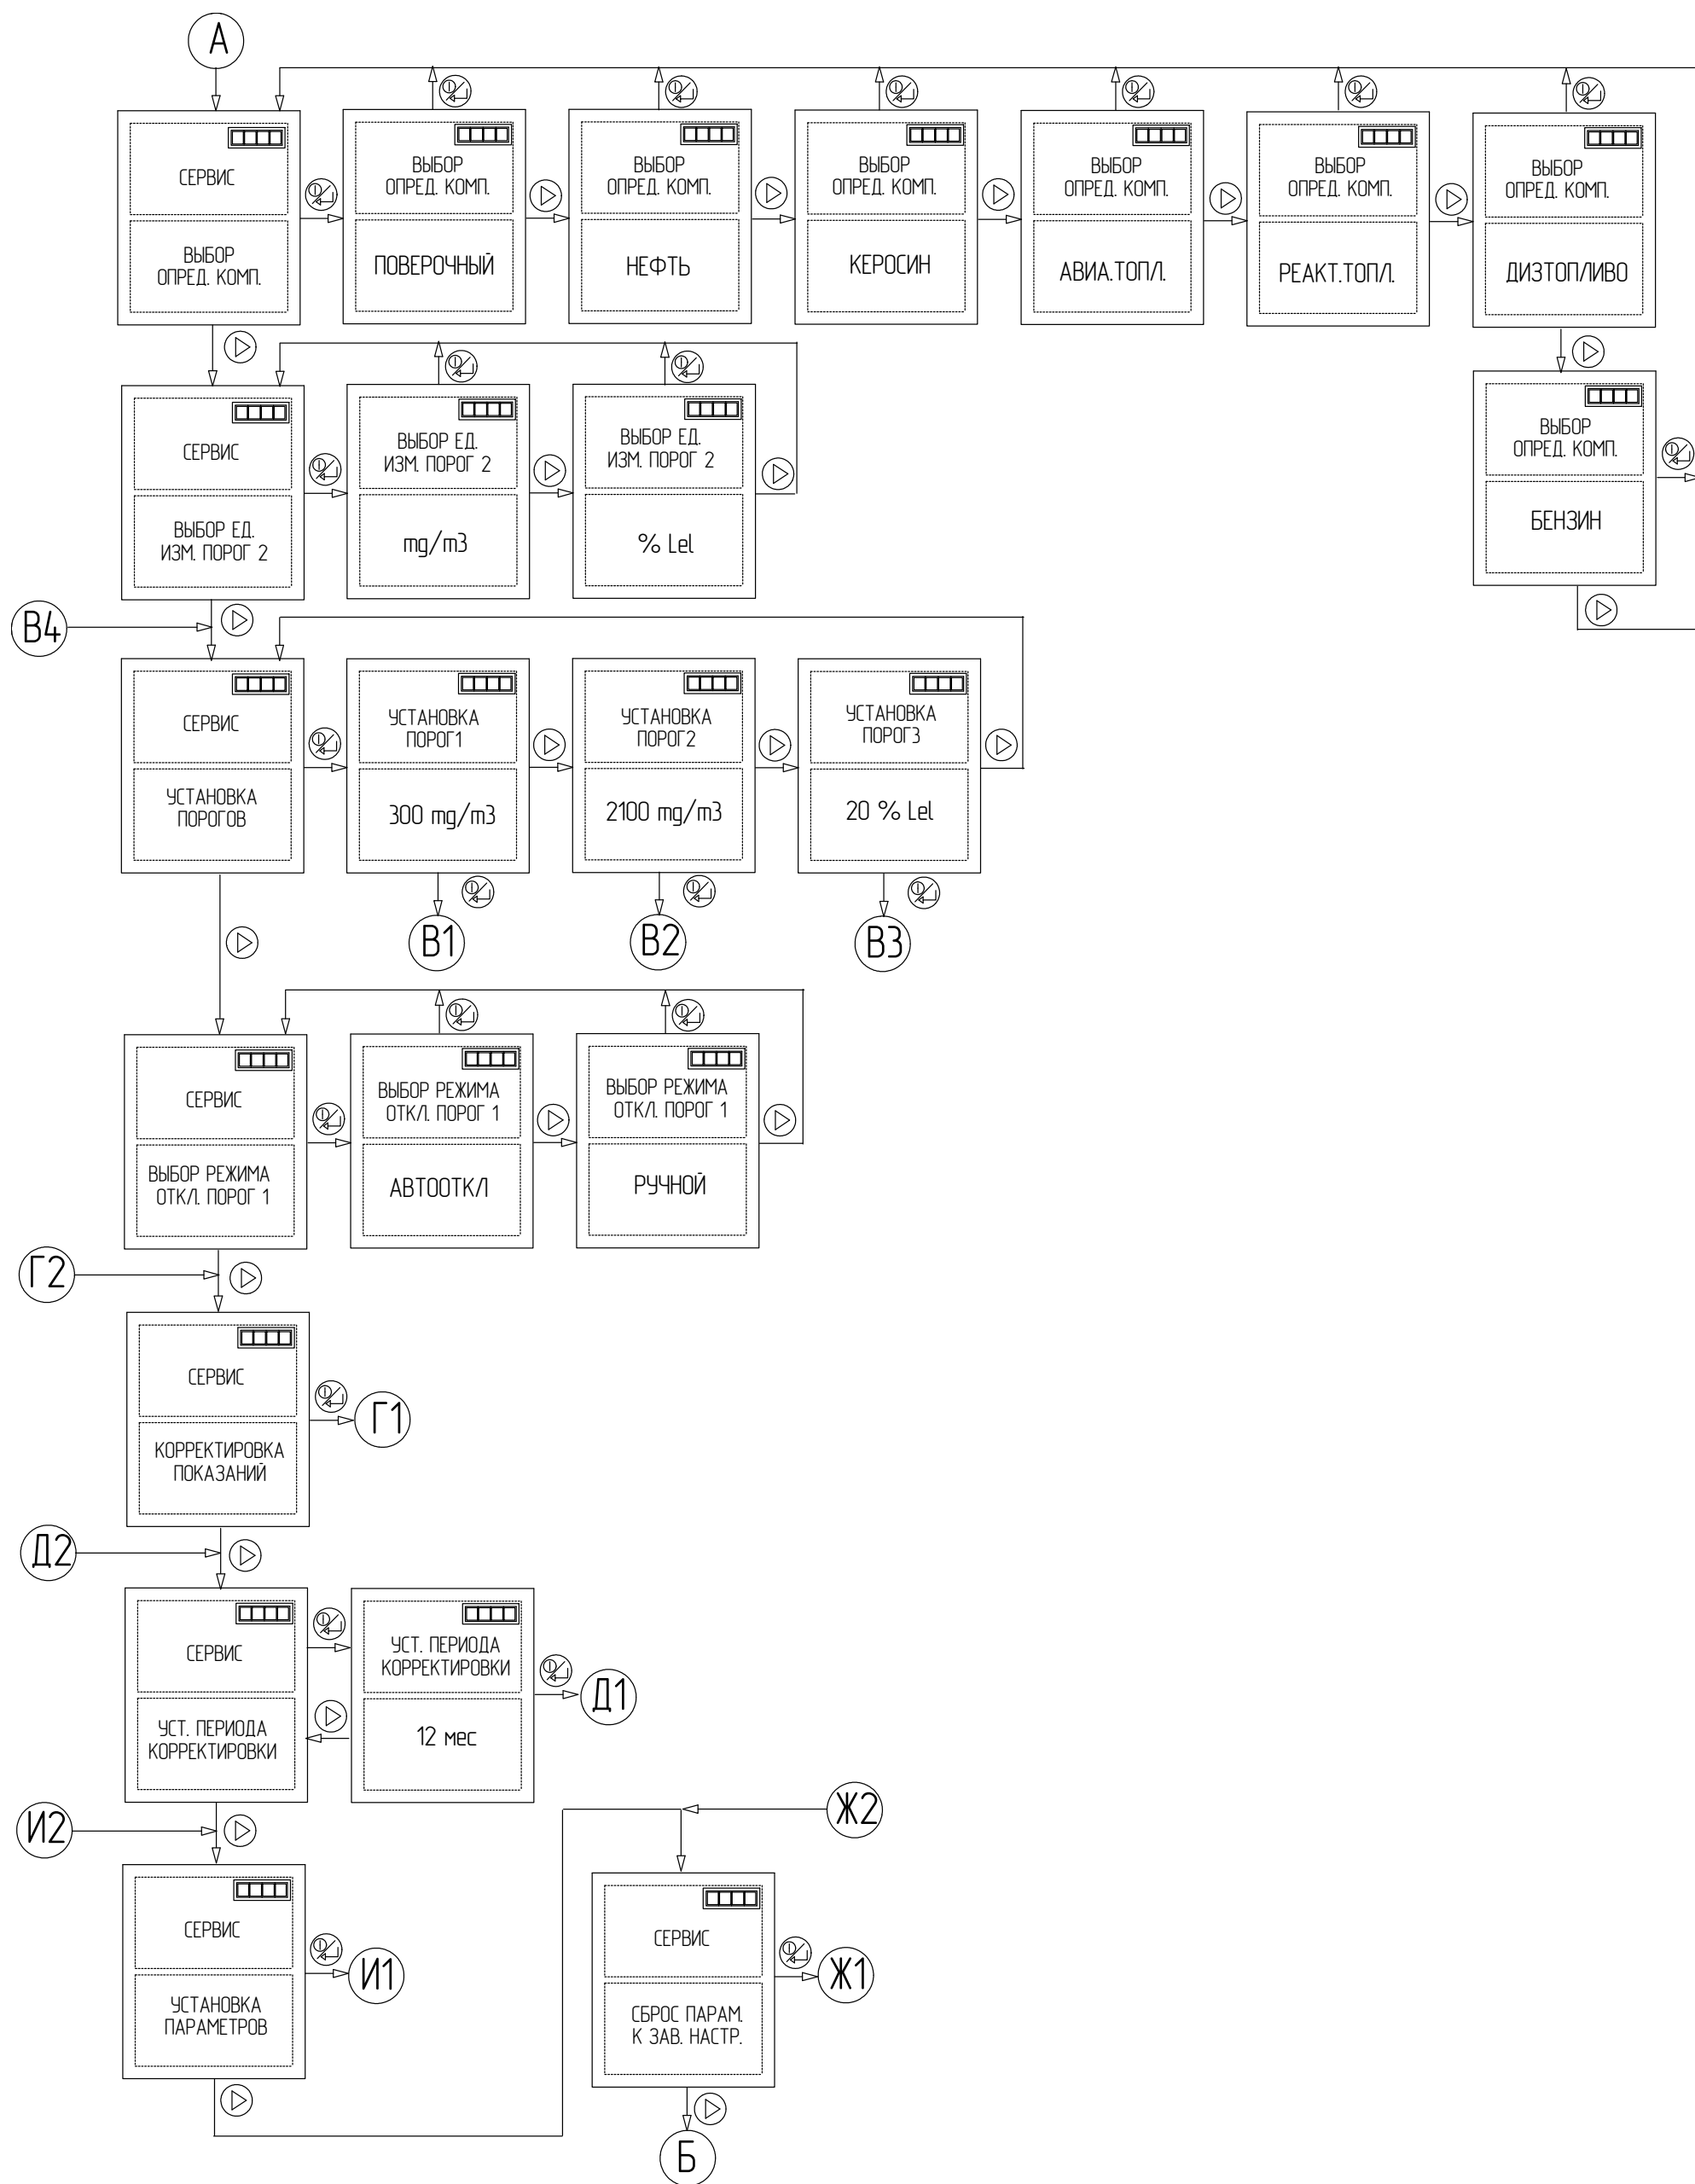 А
СЕРВИС
ВЫБОР
ОПРЕД. КОМП.
ВЫБОР
ОПРЕД. КОМП.
ПОВЕРОЧНЫЙ
ВЫБОР
ОПРЕД. КОМП.
НЕФТЬ
ВЫБОР
ОПРЕД. КОМП.
КЕРОСИН
ВЫБОР
ОПРЕД. КОМП.
АВИА.ТОПЛ.
ВЫБОР
ОПРЕД. КОМП.
РЕАКТ.ТОПЛ.
ВЫБОР
ОПРЕД. КОМП.
ДИЗТОПЛИВО
СЕРВИС
ВЫБОР ЕД.
ИЗМ. ПОРОГ 2
ВЫБОР ЕД.
ИЗМ. ПОРОГ 2
mg/m3
ВЫБОР ЕД.
ИЗМ. ПОРОГ 2
% Lel
ВЫБОР
ОПРЕД. КОМП.
БЕНЗИН
В4
СЕРВИС
УСТАНОВКА
ПОРОГОВ
УСТАНОВКА
ПОРОГ1
300 mg/m3
УСТАНОВКА
ПОРОГ2
2100 mg/m3
УСТАНОВКА
ПОРОГ3
20 % Lel
В1
В2
В3
СЕРВИС
ВЫБОР РЕЖИМА
ОТКЛ. ПОРОГ 1
ВЫБОР РЕЖИМА
ОТКЛ. ПОРОГ 1
АВТООТКЛ
ВЫБОР РЕЖИМА
ОТКЛ. ПОРОГ 1
РУЧНОЙ
Г2
СЕРВИС
КОРРЕКТИРОВКА
ПОКАЗАНИЙ
Г1
Д2
СЕРВИС
УСТ. ПЕРИОДА
КОРРЕКТИРОВКИ
УСТ. ПЕРИОДА
КОРРЕКТИРОВКИ
12 мес
Д1
И2
Ж2
СЕРВИС
УСТАНОВКА
ПАРАМЕТРОВ
И1
СЕРВИС
СБРОС ПАРАМ.
К ЗАВ. НАСТР.
Ж1
Б